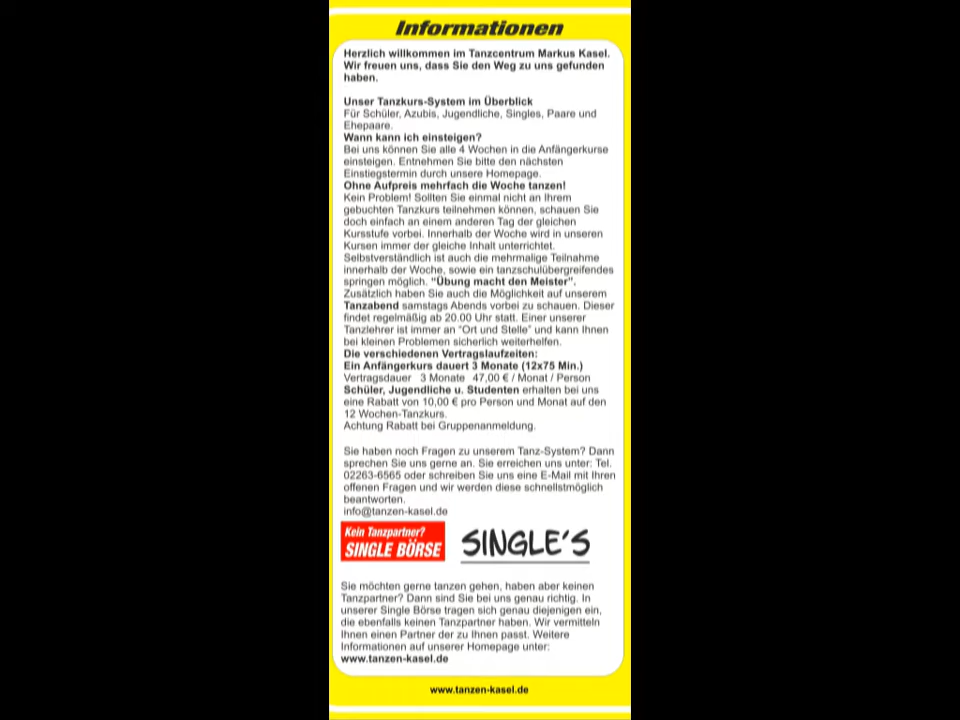 Informationen
Herzlich willkommen im Tanzcentrum Markus Kasel.
Wir freuen uns, dass Sie den Weg zu uns gefunden
haben.
Unser Tanzkurs-System im Überblick
Für Schüler, Azubis, Jugendliche, Singles, Paare und
Ehepaare.
Wann kann ich einsteigen?
Bei uns können Sie alle 4 Wochen in die Anfängerkurse
einsteigen. Entnehmen Sie bitte den nächsten
Einstiegstermin durch unsere Homepage.
Ohne Aufpreis mehrfach die Woche tanzen!
Kein Problem! Sollten Sie einmal nicht an Ihrem
gebuchten Tanzkurs teilnehmen können, schauen Sie
doch einfach an einem anderen Tag der gleichen
Kursstufe vorbei. Innerhalb der Woche wird in unseren
Kursen immer der gleiche Inhalt unterrichtet.
Selbstverständlich ist auch die mehrmalige Teilnahme
innerhalb der Woche, sowie ein tanzschulübergreifendes
springen möglich. "Übung macht den Meister".
Zusätzlich haben Sie auch die Möglichkeit auf unserem
Tanzabend samstags Abends vorbei zu schauen. Dieser
findet regelmäßig ab 20.00 Uhr statt. Einer unserer
Tanzlehrer ist immer an "Ort und Stelle" und kann Ihnen
bei kleinen Problemen sicherlich weiterhelfen.
Die verschiedenen Vertragslaufzeiten:
Ein Anfängerkurs dauert 3 Monate (12x75 Min.)
Vertragsdauer 3 Monate 47,00 € / Monat / Person
Schüler, Jugendliche u. Studenten erhalten bei uns
eine Rabatt von 10,00 € pro Person und Monat auf den
12 Wochen-Tanzkurs.
Achtung Rabatt bei Gruppenanmeldung.
Sie haben noch Fragen zu unserem Tanz-System? Dann
sprechen Sie uns gerne an. Sie erreichen uns unter: Tel.
02263-6565 oder schreiben Sie uns eine E-Mail mit Ihren
offenen Fragen und wir werden diese schnellstmöglich
beantworten.
info@tanzen-kasel.de
Kein Tanzpartner?
SINGLE BÖRSE
SINGLE'S
Sie möchten gerne tanzen gehen, haben aber keinen
Tanzpartner? Dann sind Sie bei uns genau richtig. In
unserer Single Börse tragen sich genau diejenigen ein,
die ebenfalls keinen Tanzpartner haben. Wir vermitteln
Ihnen einen Partner der zu Ihnen passt. Weitere
Informationen auf unserer Homepage unter:
www.tanzen-kasel.de
www.tanzen-kasel.de